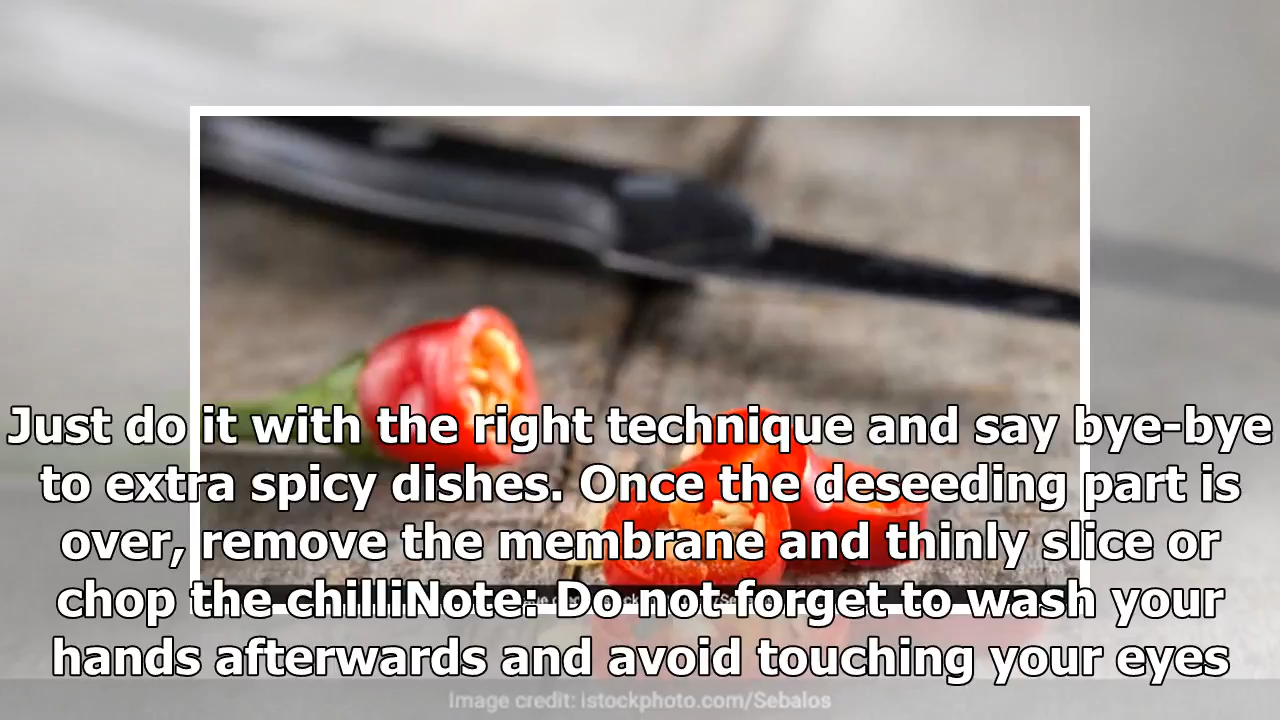 Just do it with the right technique and say bye-bye
to extra spicy dishes. Once the deseeding part is
over, remove the membrane and thinly slice or
chop the chilliNote: Do not forget to wash your
hands afterwards and avoid touching your eyes
Image credit: istockphoto.com/Sebalos